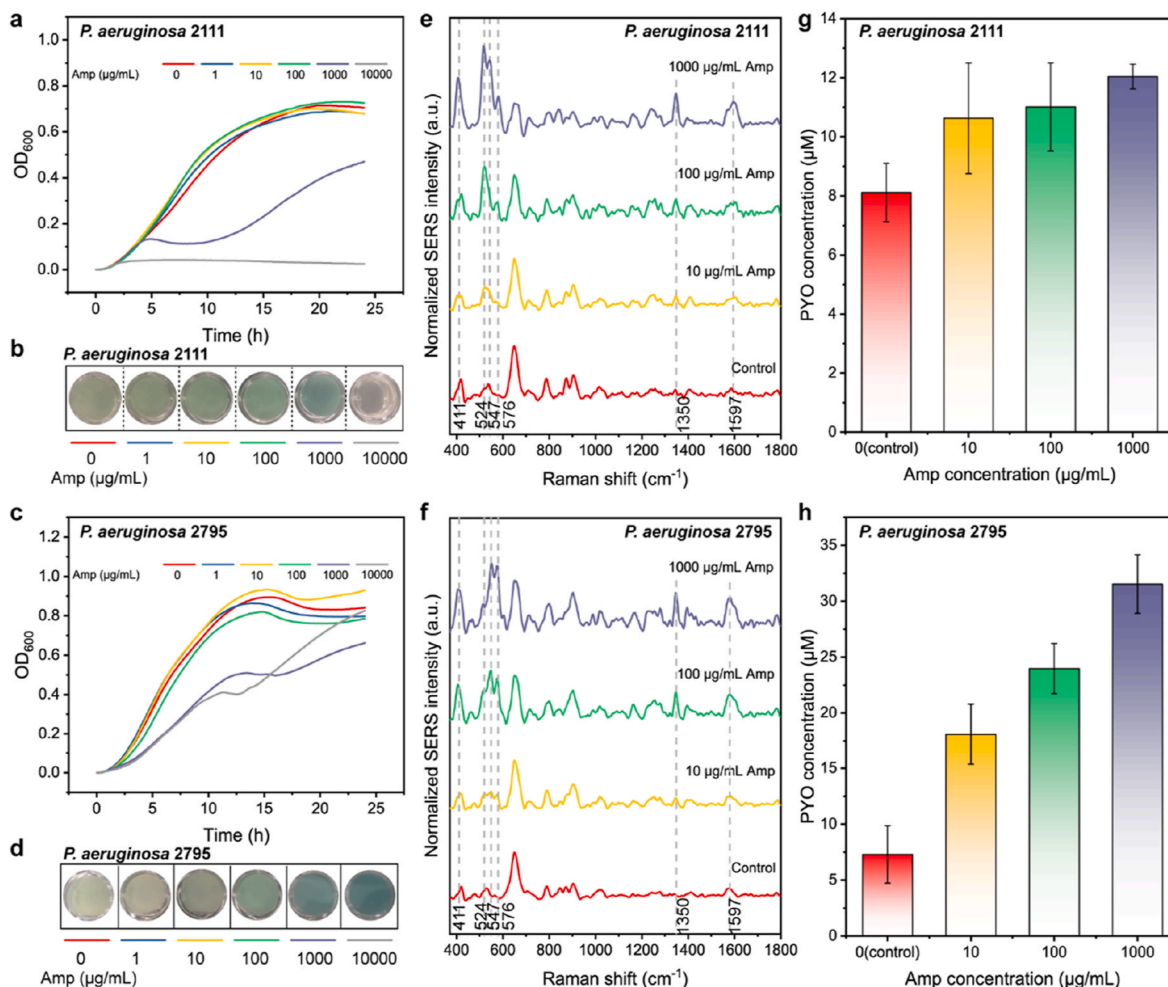 a
P. aeruginosa 2111
Amp (µg/mL)
0 1 10 100 1000 10000
1.0
0.8
0.6
0.4
0.2
0.0
OD600
0 5 10 15 20 25
Time (h)
b
P. aeruginosa 2111
0 1 10 100 1000 10000
Amp (µg/mL)
c
P. aeruginosa 2795
Amp (µg/mL)
0 1 10 100 1000 10000
1.2
1.0
0.8
0.6
0.4
0.2
0.0
OD600
0 5 10 15 20 25
Time (h)
d
P. aeruginosa 2795
0 1 10 100 1000 10000
Amp (µg/mL)
e
P. aeruginosa 2111
1000 µg/mL Amp
100 µg/mL Amp
10 µg/mL Amp
Control
Normalized SERS intensity (a.u.)
411 524 547 576 1350 1597
400 600 800 1000 1200 1400 1600 1800
Raman shift (cm-1)
f
P. aeruginosa 2795
1000 µg/mL Amp
100 µg/mL Amp
10 µg/mL Amp
Control
Normalized SERS intensity (a.u.)
411 524 547 576 1350 1597
400 600 800 1000 1200 1400 1600 1800
Raman shift (cm-1)
g
P. aeruginosa 2111
14
12
10
8
6
4
2
0
PYO concentration (µM)
0(control) 10 100 1000
Amp concentration (µg/mL)
h
P. aeruginosa 2795
35
30
25
20
15
10
5
0
PYO concentration (µM)
0(control) 10 100 1000
Amp concentration (µg/mL)